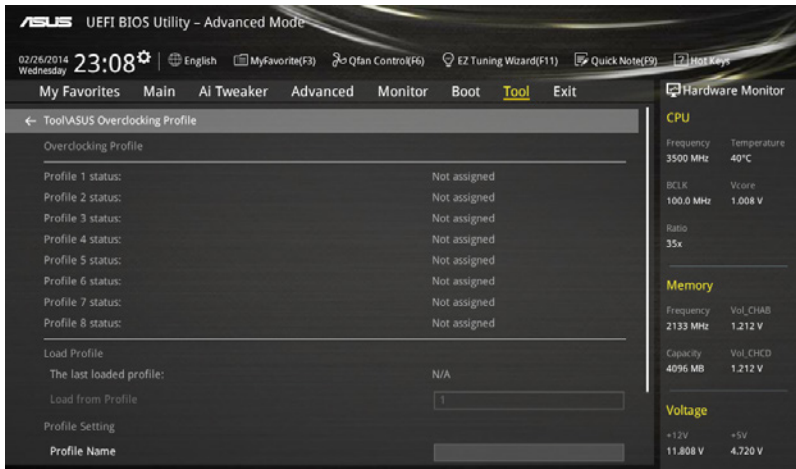 ASUS UEFI BIOS Utility – Advanced Mode
02/26/2014
Wednesday
23:08
English
MyFavorite(F3)
Qfan Control(F6)
EZ Tuning Wizard(F11)
Quick Note(F9)
? Hot Keys
My Favorites Main Ai Tweaker Advanced Monitor Boot Tool Exit
← Tool\ASUS Overclocking Profile
Overclocking Profile
Profile 1 status: Not assigned
Profile 2 status: Not assigned
Profile 3 status: Not assigned
Profile 4 status: Not assigned
Profile 5 status: Not assigned
Profile 6 status: Not assigned
Profile 7 status: Not assigned
Profile 8 status: Not assigned
Load Profile
The last loaded profile: N/A
Load from Profile 1
Profile Setting
Profile Name
Hardware Monitor
CPU
Frequency Temperature
3500 MHz 40°C
BCLK Vcore
100.0 MHz 1.008 V
Ratio
35x
Memory
Frequency Vol_CHAB
2133 MHz 1.212 V
Capacity Vol_CHCD
4096 MB 1.212 V
Voltage
+12V +5V
11.808 V 4.720 V